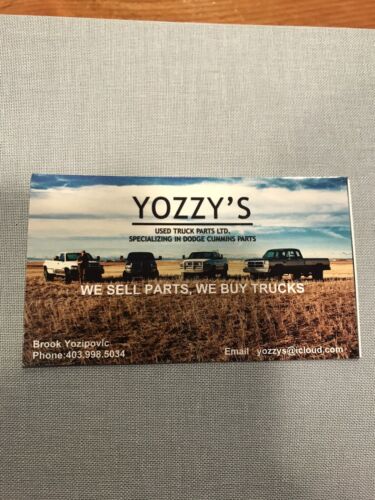 YOZZY'S
USED TRUCK PARTS LTD.
SPECIALIZING IN DODGE CUMMINS PARTS
WE SELL PARTS, WE BUY TRUCKS
Brook Yozipovic
Phone:403.998.5034
Email : yozzys@icloud.com